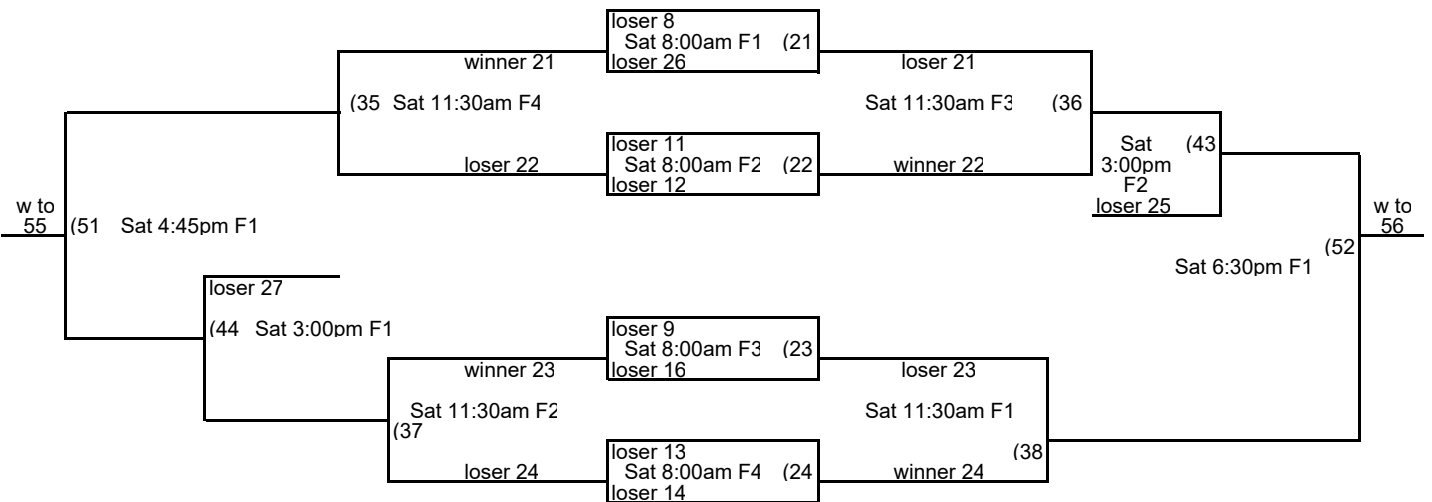 loser 8
Sat 8:00am F1 (21
loser 26
winner 21
loser 21
(35 Sat 11:30am F4
Sat 11:30am F3 (36
loser 11
Sat 8:00am F2 (22
loser 12
loser 22
winner 22
Sat (43
3:00pm
F2
loser 25
w to
55
(51 Sat 4:45pm F1
w to
56
(52
Sat 6:30pm F1
loser 27
(44 Sat 3:00pm F1
loser 9
Sat 8:00am F3 (23
loser 16
winner 23
loser 23
Sat 11:30am F2
(37
Sat 11:30am F1
(38
loser 13
Sat 8:00am F4 (24
loser 14
loser 24
winner 24